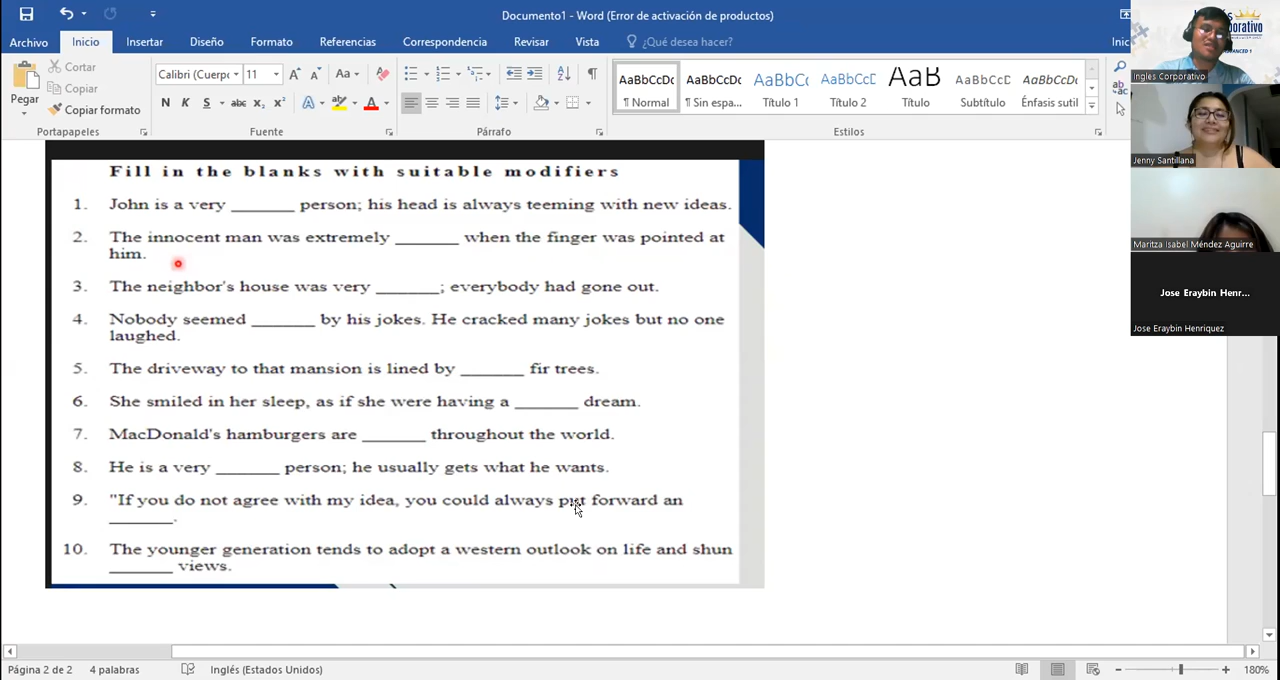 Documento1 - Word (Error de activación de productos)
Archivo Inicio Insertar Diseño Formato Referencias Correspondencia Revisar Vista ¿Qué desea hacer? Inic
Cortar
Copiar
Pegar Copiar formato
Calibri (Cuerpo 11
Portapapeles Fuente Párrafo Estilos
AaBbCcDc AaBbCcDc AaBbCc AaBbCcD AaB AaBbCcD AaBbCcD
¶ Normal ¶ Sin espa... Título 1 Título 2 Título Subtítulo Énfasis sutil
Fill in the blanks with suitable modifiers
1. John is a very _______ person; his head is always teeming with new ideas.
2. The innocent man was extremely _______ when the finger was pointed at
him.
3. The neighbor's house was very _______; everybody had gone out.
4. Nobody seemed _______ by his jokes. He cracked many jokes but no one
laughed.
5. The driveway to that mansion is lined by _______ fir trees.
6. She smiled in her sleep, as if she were having a _______ dream.
7. MacDonald's hamburgers are _______ throughout the world.
8. He is a very _______ person; he usually gets what he wants.
9. "If you do not agree with my idea, you could always put forward an
_______.
10. The younger generation tends to adopt a western outlook on life and shun
_______ views.
Ingles Corporativo
Jenny Santillana
Maritza Isabel Méndez Aguirre
Jose Eraybin Henr...
Jose Eraybin Henriquez
Página 2 de 2 4 palabras Inglés (Estados Unidos) 180%